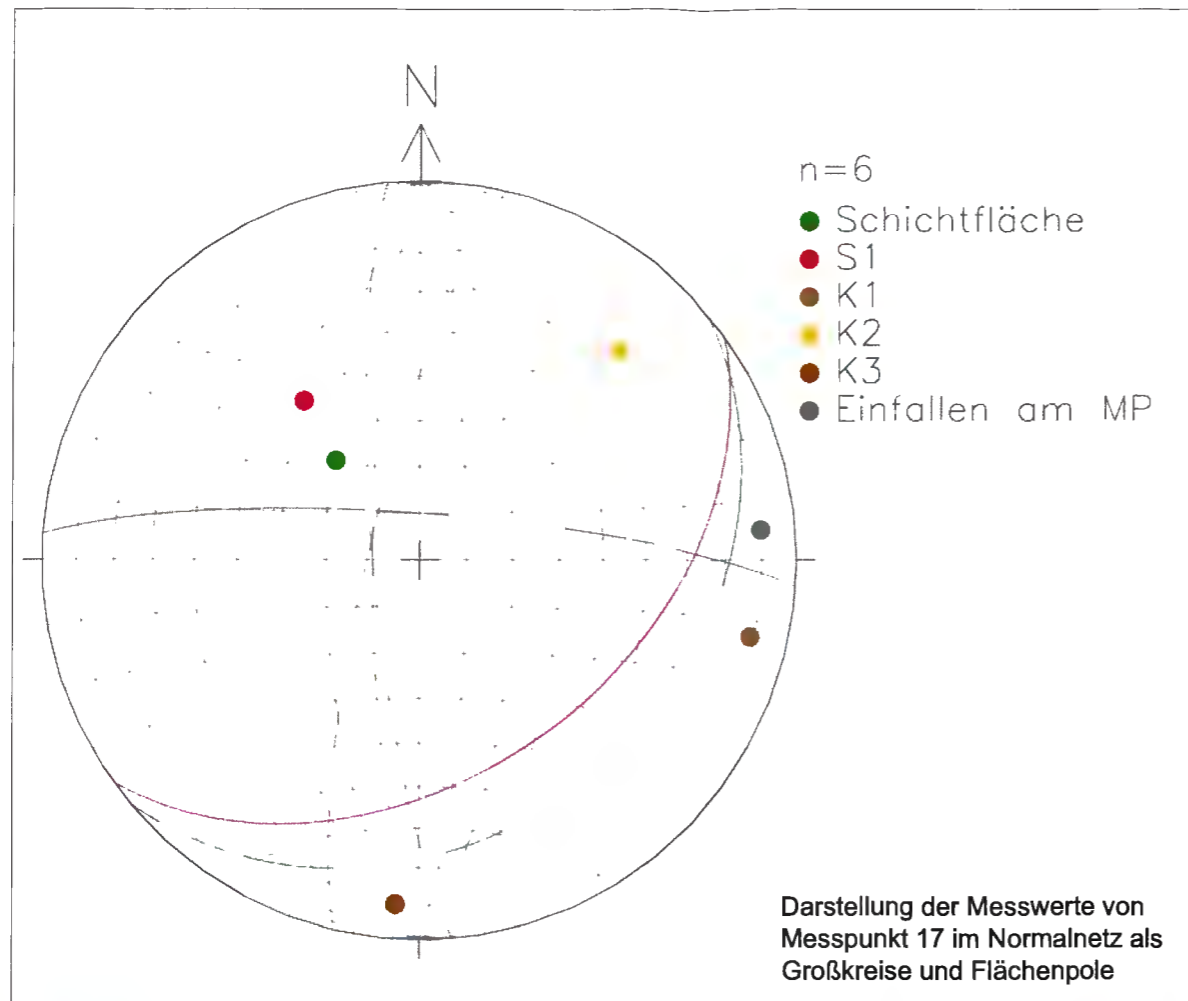 N
n=6
Schichtfläche
S1
K1
K2
K3
Einfallen am MP
Darstellung der Messwerte von
Messpunkt 17 im Normalnetz als
Großkreise und Flächenpole